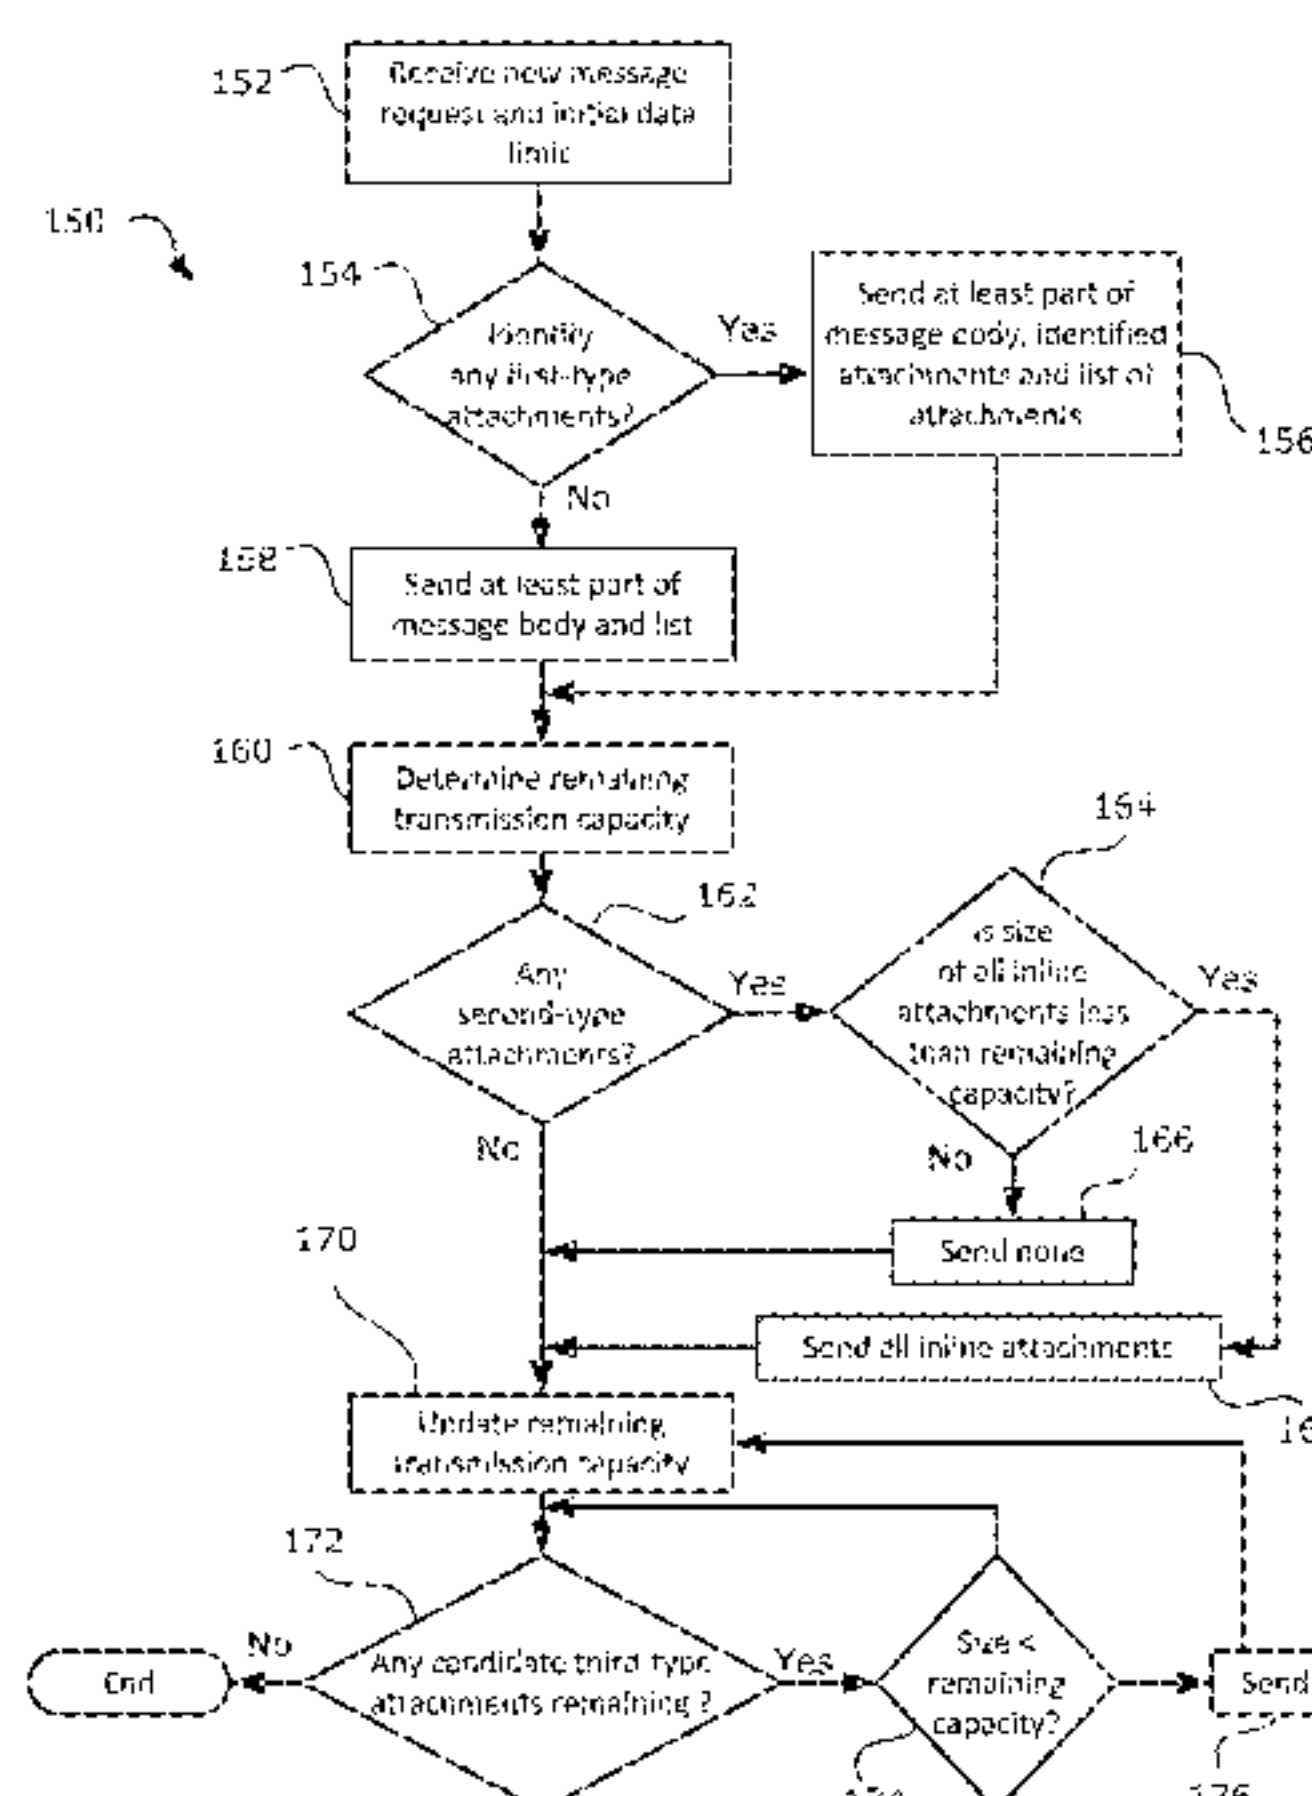 152
Receive new message
request and initial data
limit
150
154
Identify
any first-type
attachments?
Yes
Send at least part of
message body, identified
attachments and list of
attachments
156
No
158
Send at least part of
message body and list
160
Determine remaining
transmission capacity
164
162
Any
second-type
attachments?
Yes
Is size
of all inline
attachments less
than remaining
capacity?
Yes
No
No
166
Send none
170
Send all inline attachments
16
Update remaining
transmission capacity
172
Any candidate third type
attachments remaining ?
No
End
Yes
Size <
remaining
capacity?
Send
176